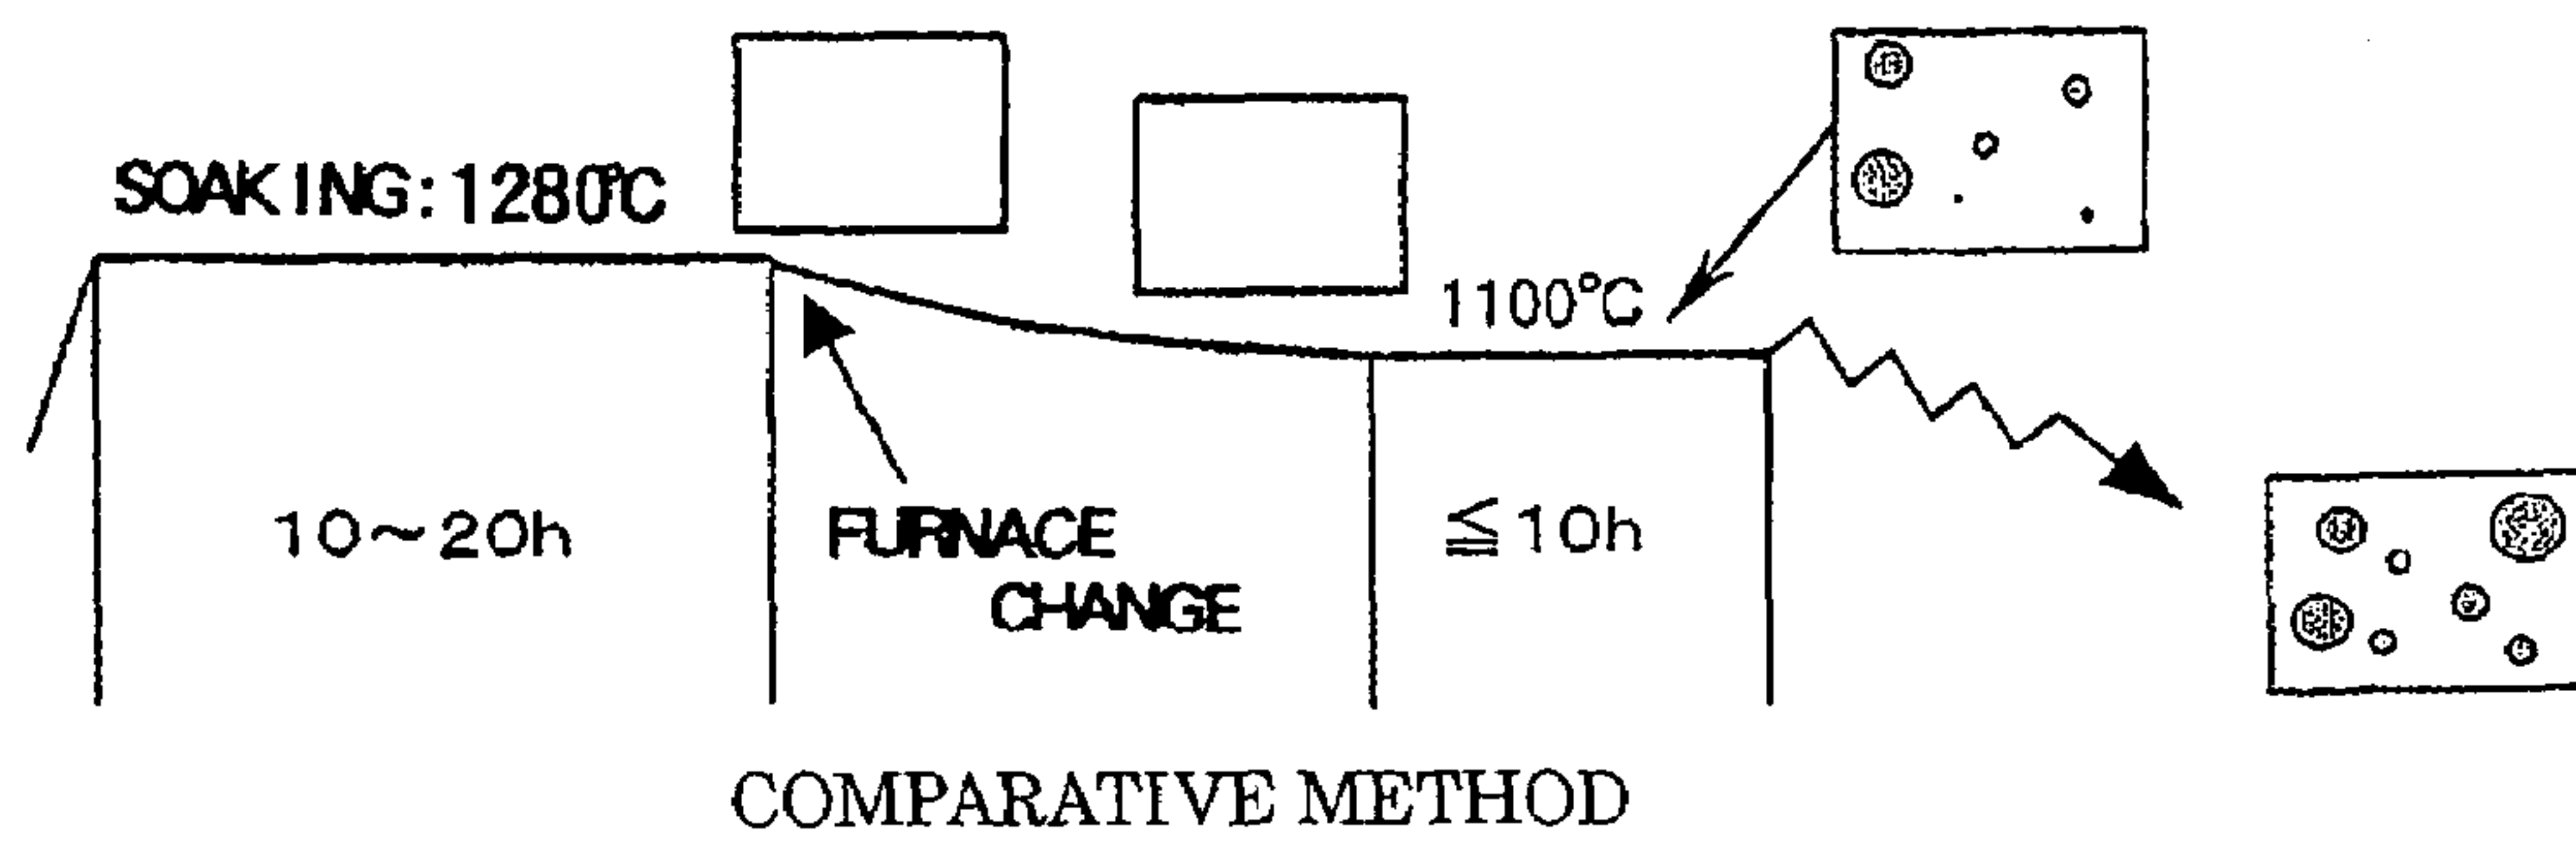 SOAKING:1280℃
1100°C
10~20h
FURNACE
CHANGE
≦10h
COMPARATIVE METHOD